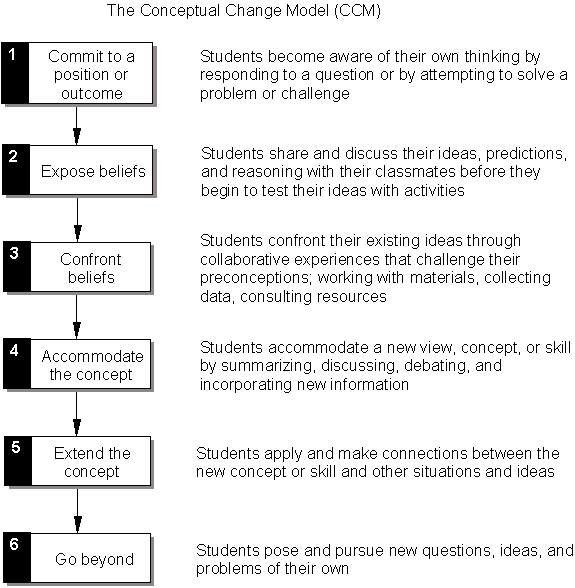 The Conceptual Change Model (CCM)
1
Commit to a
position or
outcome
Students become aware of their own thinking by
responding to a question or by attempting to solve a
problem or challenge
2
Expose beliefs
Students share and discuss their ideas, predictions,
and reasoning with their classmates before they
begin to test their ideas with activities
3
Confront
beliefs
Students confront their existing ideas through
collaborative experiences that challenge their
preconceptions; working with materials, collecting
data, consulting resources
4
Accommodate
the concept
Students accommodate a new view, concept, or skill
by summarizing, discussing, debating, and
incorporating new information
5
Extend the
concept
Students apply and make connections between the
new concept or skill and other situations and ideas
6
Go beyond
Students pose and pursue new questions, ideas, and
problems of their own